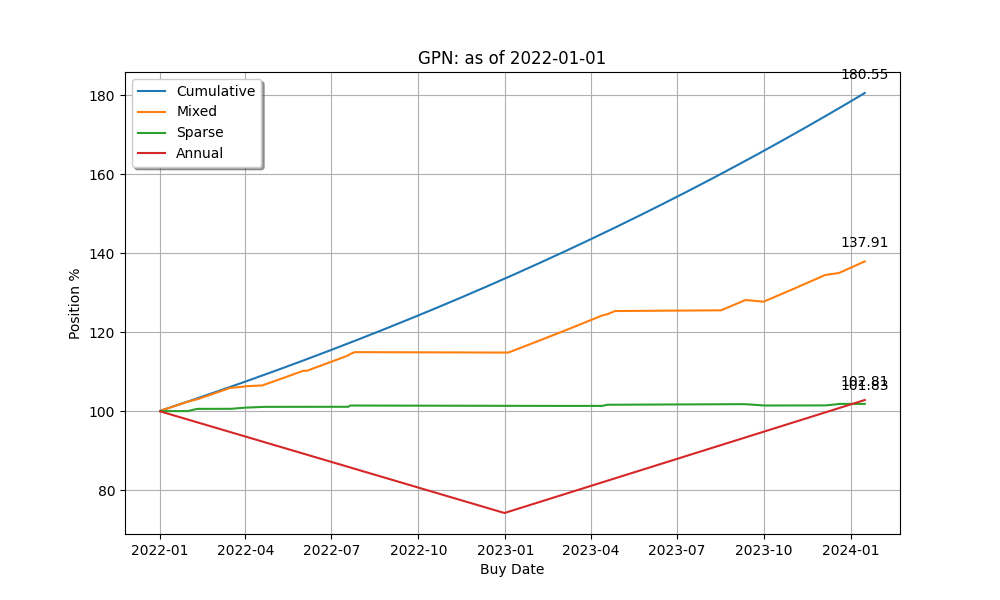 GPN: as of 2022-01-01
180.55
180
Cumulative
Mixed
Sparse
Annual
160
140
137.91
120
102.81
101.83
100
80
Position %
2022-01 2022-04 2022-07 2022-10 2023-01 2023-04 2023-07 2023-10 2024-01
Buy Date